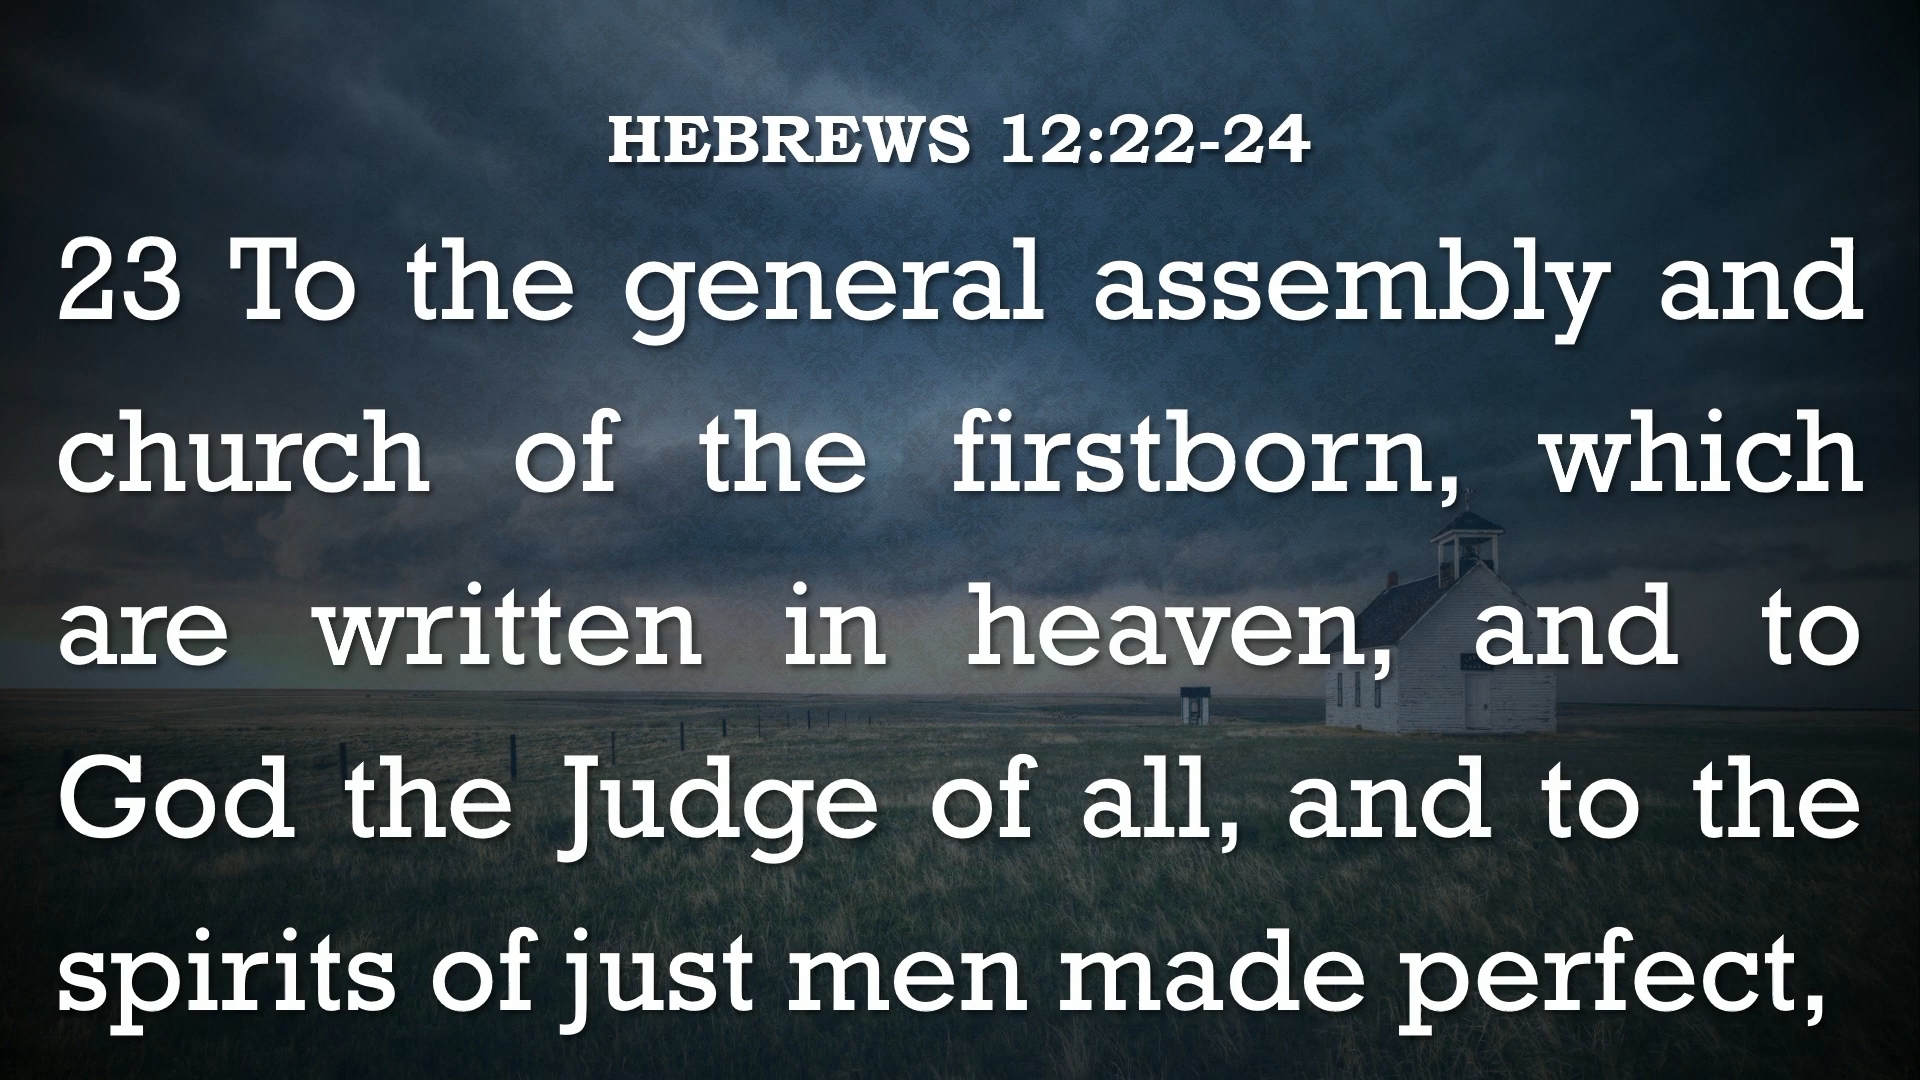 HEBREWS 12:22-24
23 To the general assembly and
church of the firstborn, which
are written in heaven, and to
God the Judge of all, and to the
spirits of just men made perfect,